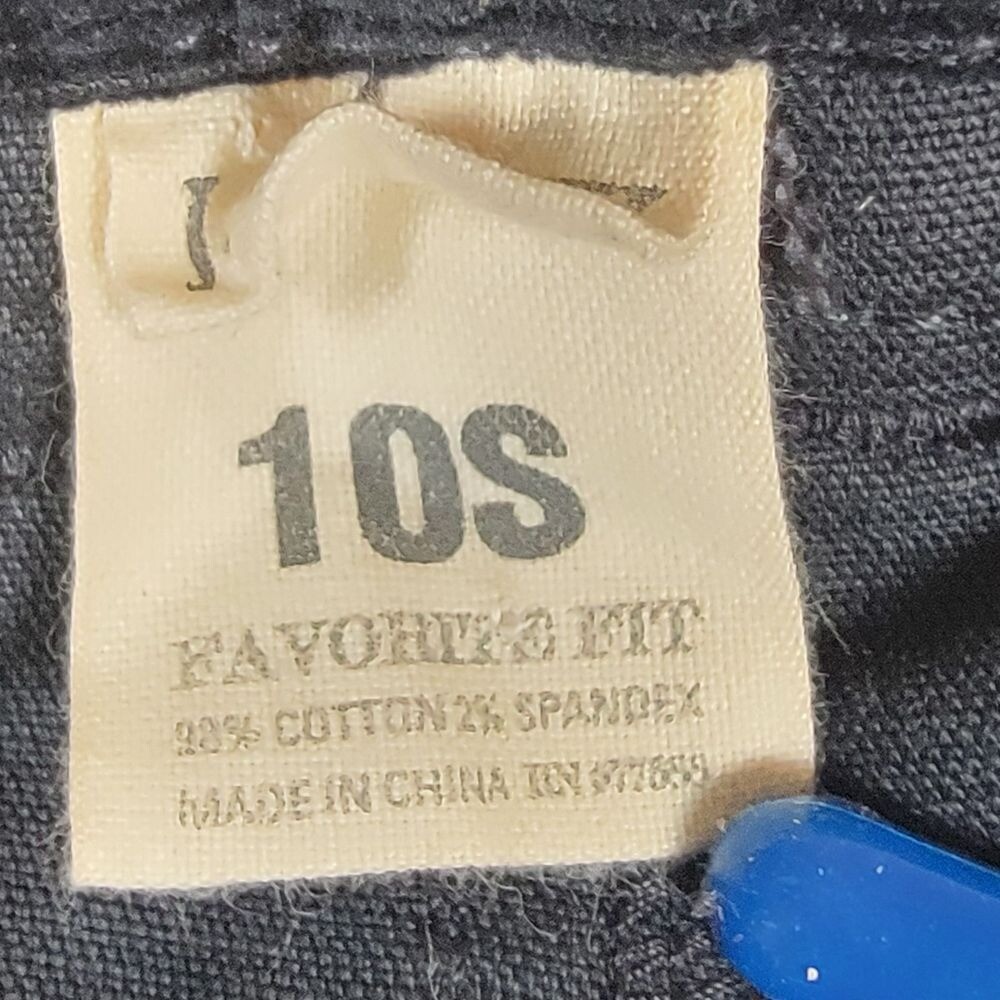 10S
FAVORITE FIT
98% COTTON 2% SPANDEX
MADE IN CHINA